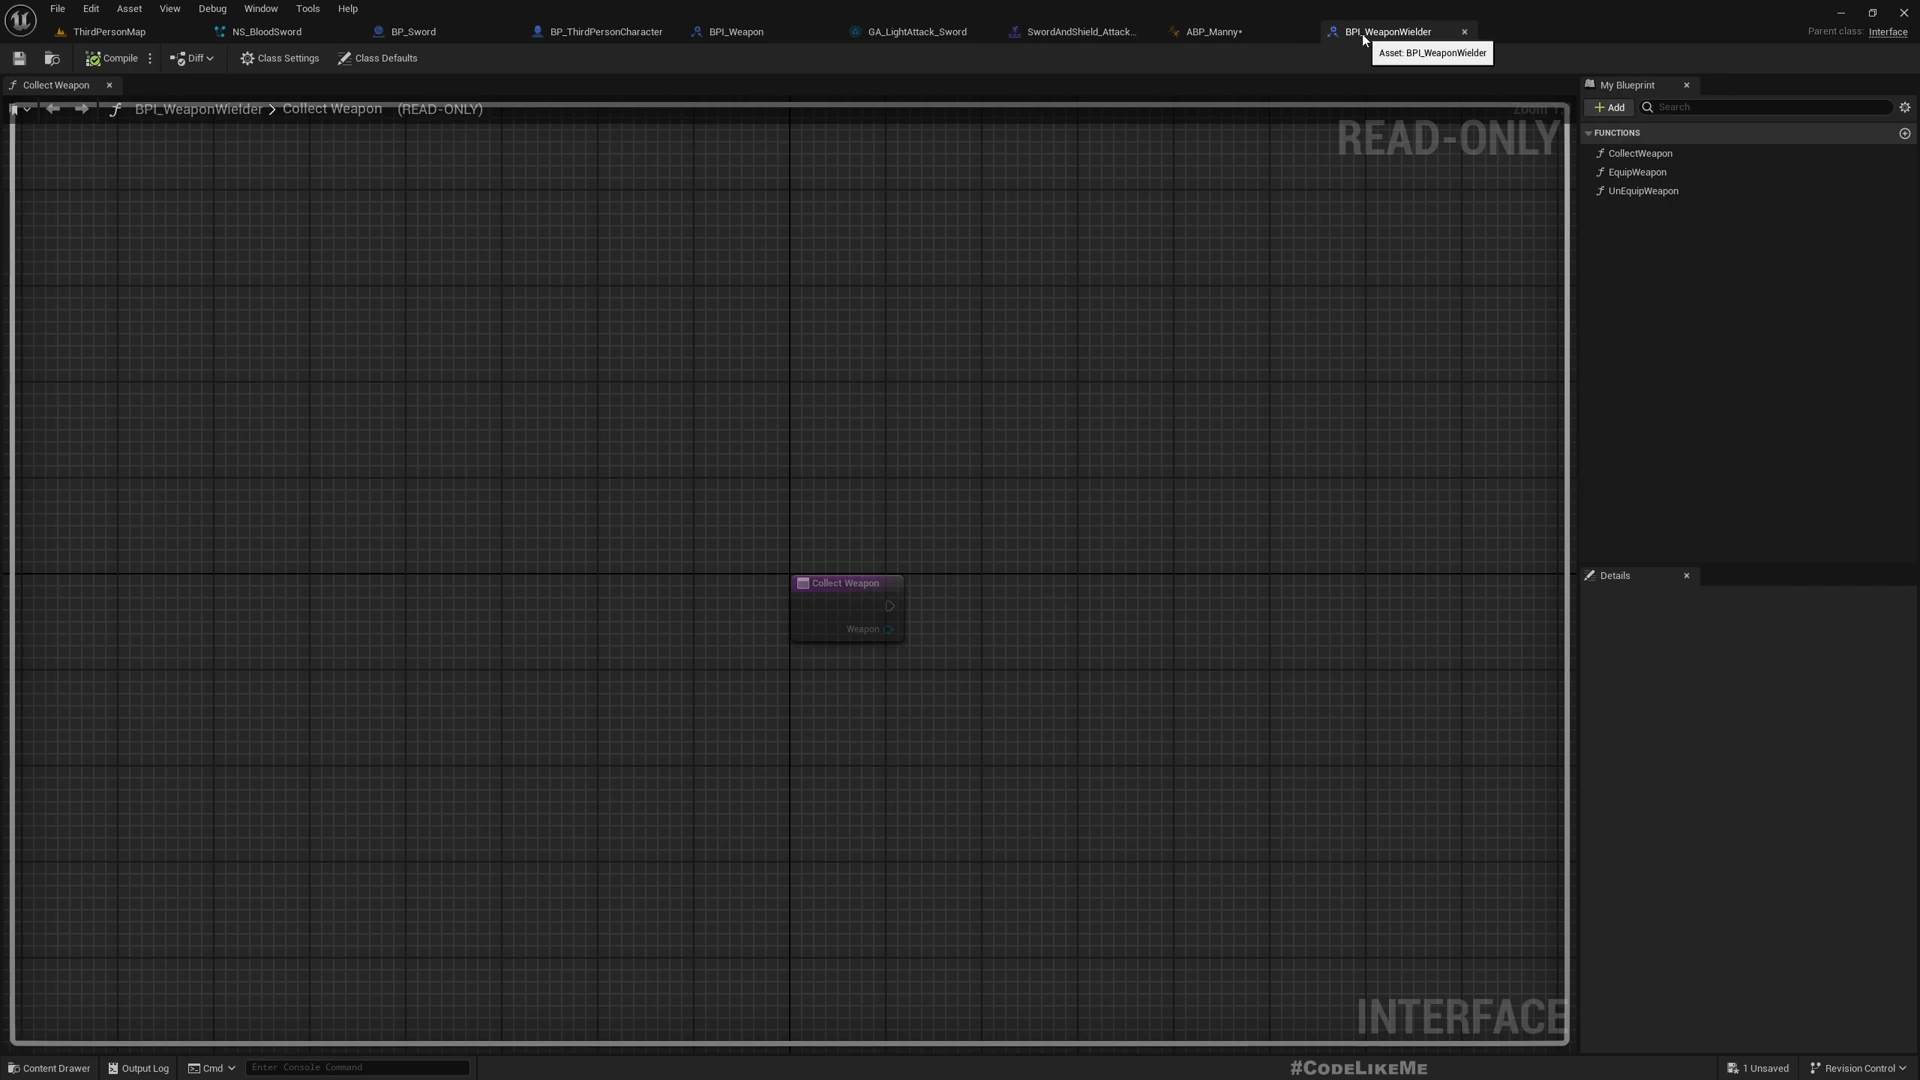 File Edit Asset View Debug Window Tools Help
ThirdPersonMap NS_BloodSword BP_Sword BP_ThirdPersonCharacter BPI_Weapon GA_LightAttack_Sword SwordAndShield_Attack... ABP_Manny* BPI_WeaponWielder
Parent class: Interface
Asset: BPI_WeaponWielder
Compile Diff Class Settings Class Defaults
Collect Weapon
BPI_WeaponWielder > Collect Weapon (READ-ONLY)
READ-ONLY
Collect Weapon
Weapon
INTERFACE
My Blueprint
+ Add Search
FUNCTIONS
CollectWeapon
EquipWeapon
UnEquipWeapon
Details
Content Drawer Output Log Cmd Enter Console Command
#CodeLikeMe
1 Unsaved Revision Control